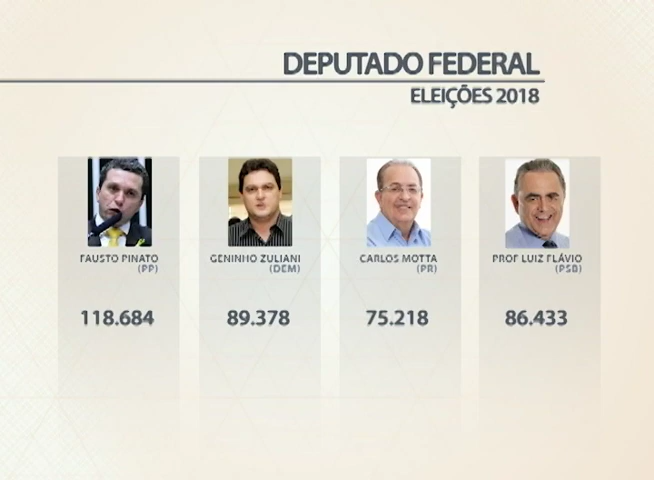 DEPUTADO FEDERAL
ELEIÇÕES 2018
FAUSTO PINATO
(PP)
118.684
GENINHO ZULIANI
(DEM)
89.378
CARLOS MOTTA
(PR)
75.218
PROF LUIZ FLÁVIO
(PSB)
86.433